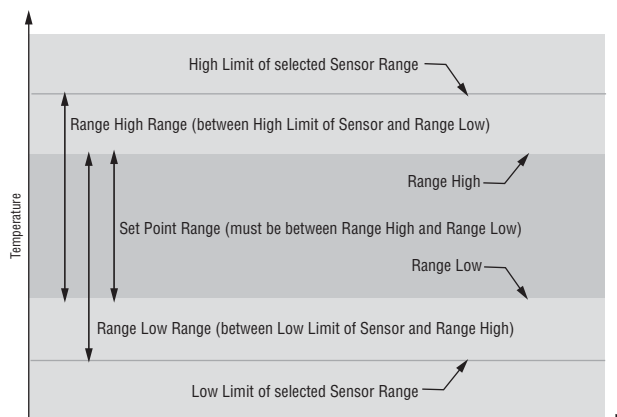 High Limit of selected Sensor Range
Range High Range (between High Limit of Sensor and Range Low)
Range High
Temperature
Set Point Range (must be between Range High and Range Low)
Range Low
Range Low Range (between Low Limit of Sensor and Range High)
Low Limit of selected Sensor Range